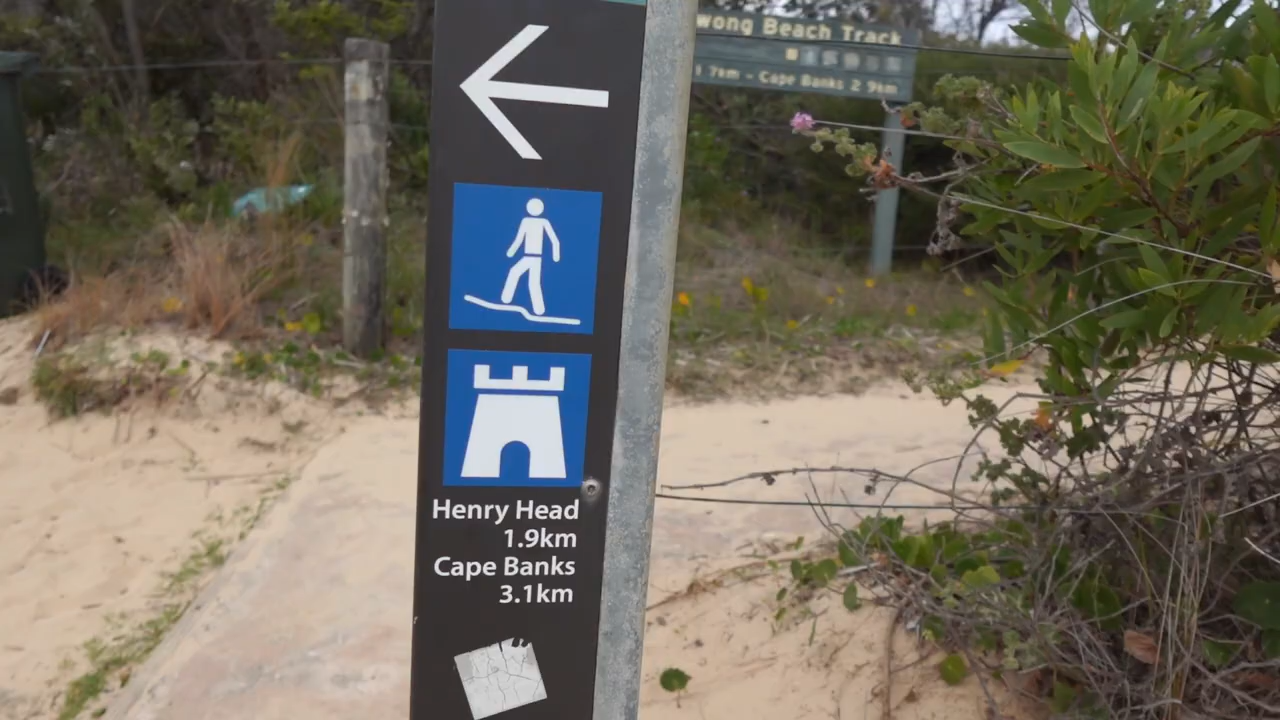 wong Beach Track
7km - Cape Banks 2 9km
Henry Head
1.9km
Cape Banks
3.1km